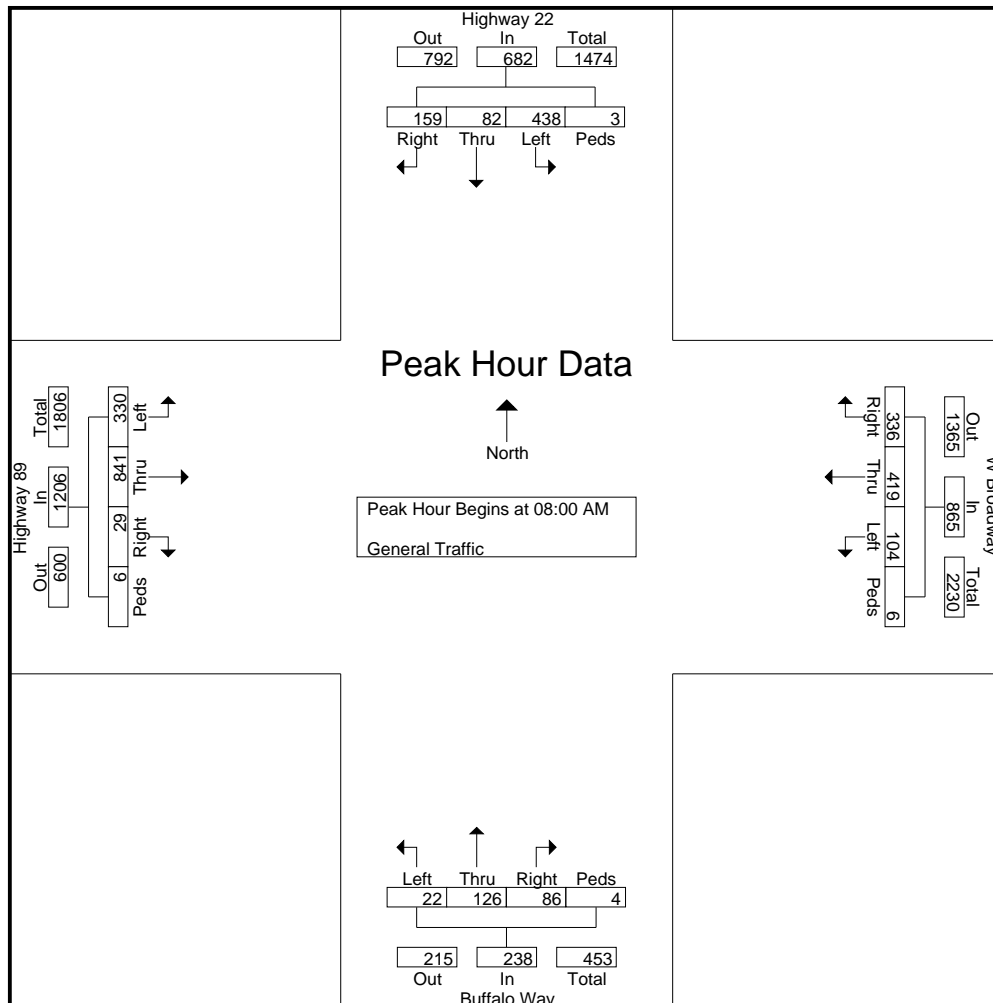 Highway 22
Out In Total
792 682 1474
159 82 438 3
Right Thru Left Peds
Peak Hour Data
North
Peak Hour Begins at 08:00 AM
General Traffic
Highway 89
Out In Total
600 1206 1806
330 841 29 6
Left Thru Right Peds
W Broadway
Out In Total
1365 865 2230
336 419 104 6
Right Thru Left Peds
Left Thru Right Peds
22 126 86 4
215 238 453
Out In Total
Buffalo Way